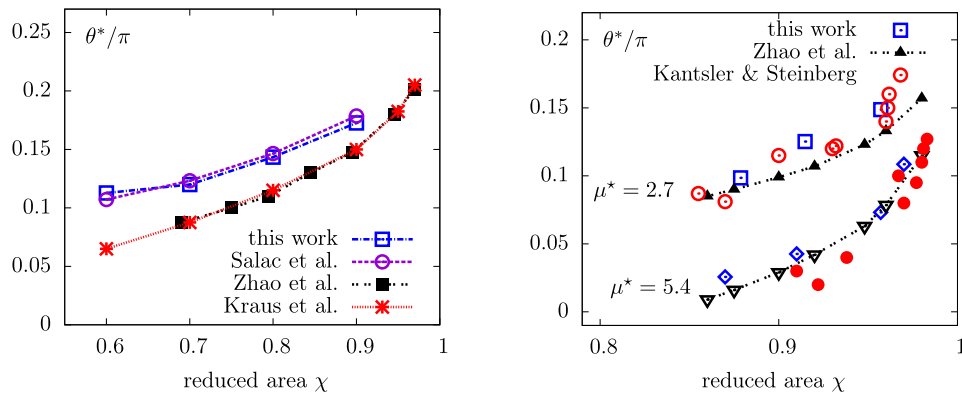 θ*/π
0.25
0.2
0.15
0.1
0.05
0
this work
Salac et al.
Zhao et al.
Kraus et al.
0.6
0.7
0.8
0.9
1
reduced area χ
θ*/π
this work
Zhao et al.
Kantsler & Steinberg
0.2
0.15
0.1
0.05
0
μ* = 2.7
μ* = 5.4
0.8
0.9
1
reduced area χ